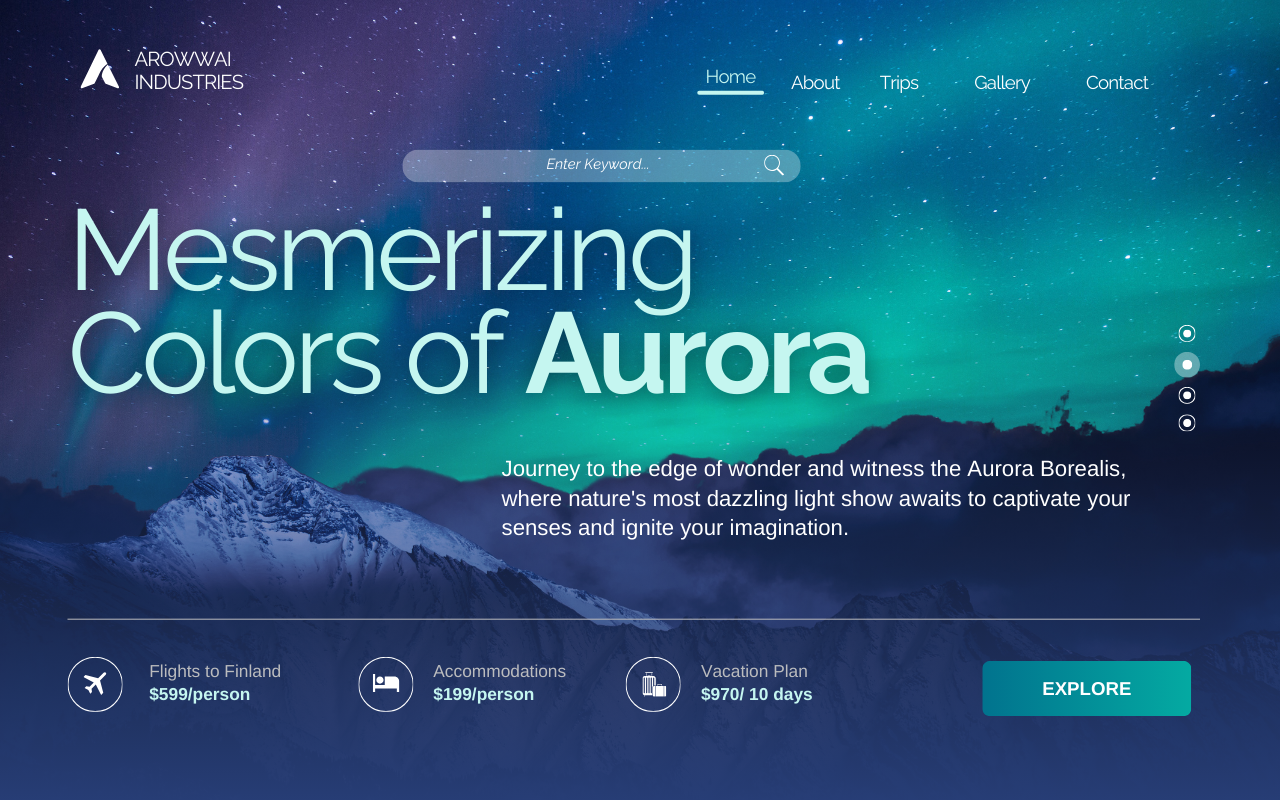 AROWWAI
INDUSTRIES
Home
About
Trips
Gallery
Contact
Enter Keyword...
Mesmerizing
Colors of Aurora
Journey to the edge of wonder and witness the Aurora Borealis,
where nature's most dazzling light show awaits to captivate your
senses and ignite your imagination.
Flights to Finland
$599/person
Accommodations
$199/person
Vacation Plan
$970/ 10 days
EXPLORE